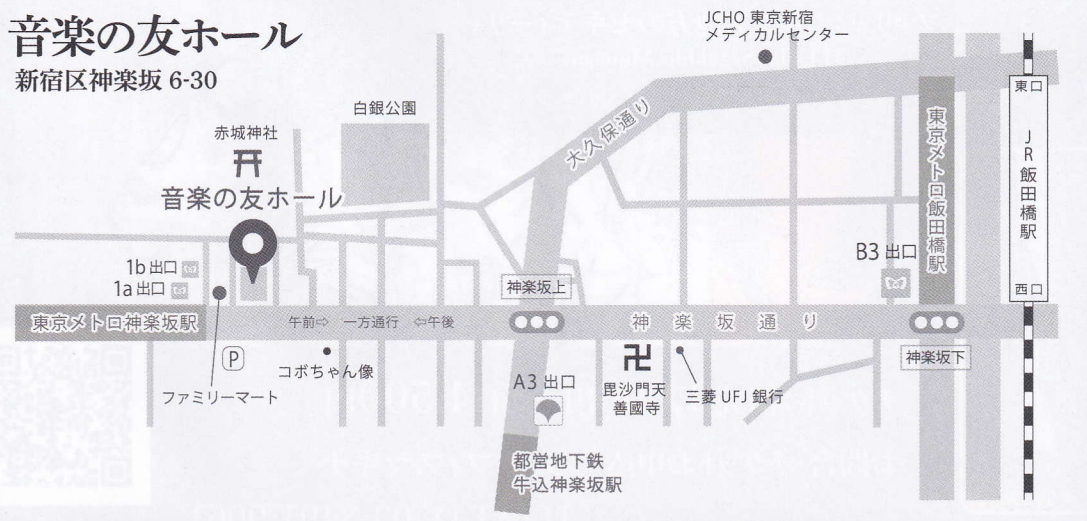 音楽の友ホール
新宿区神楽坂 6-30
JCHO 東京新宿
メディカルセンター
白銀公園
赤城神社
音楽の友ホール
大久保通り
東京メトロ飯田橋駅
東口
JR飯田橋駅
西口
B3 出口
1b 出口
1a 出口
神楽坂上
東京メトロ神楽坂駅
午前⇨ 一方通行 ⇦午後
神楽坂通り
P
コボちゃん像
ファミリーマート
A3 出口
卍
毘沙門天
善國寺
三菱 UFJ 銀行
神楽坂下
都営地下鉄
牛込神楽坂駅